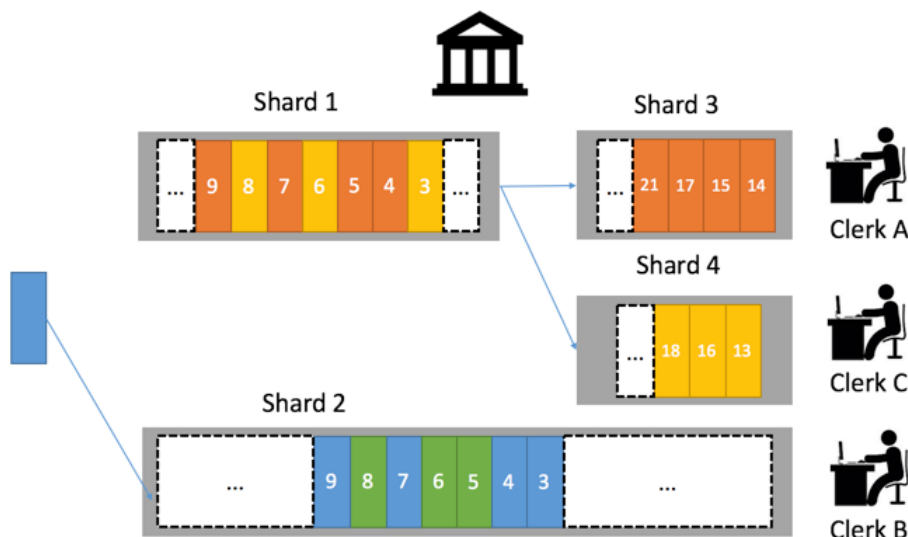 Shard 1
... 9 8 7 6 5 4 3 ...
Shard 3
... 21 17 15 14
Clerk A
Shard 4
... 18 16 13
Clerk C
Shard 2
... 9 8 7 6 5 4 3 ...
Clerk B